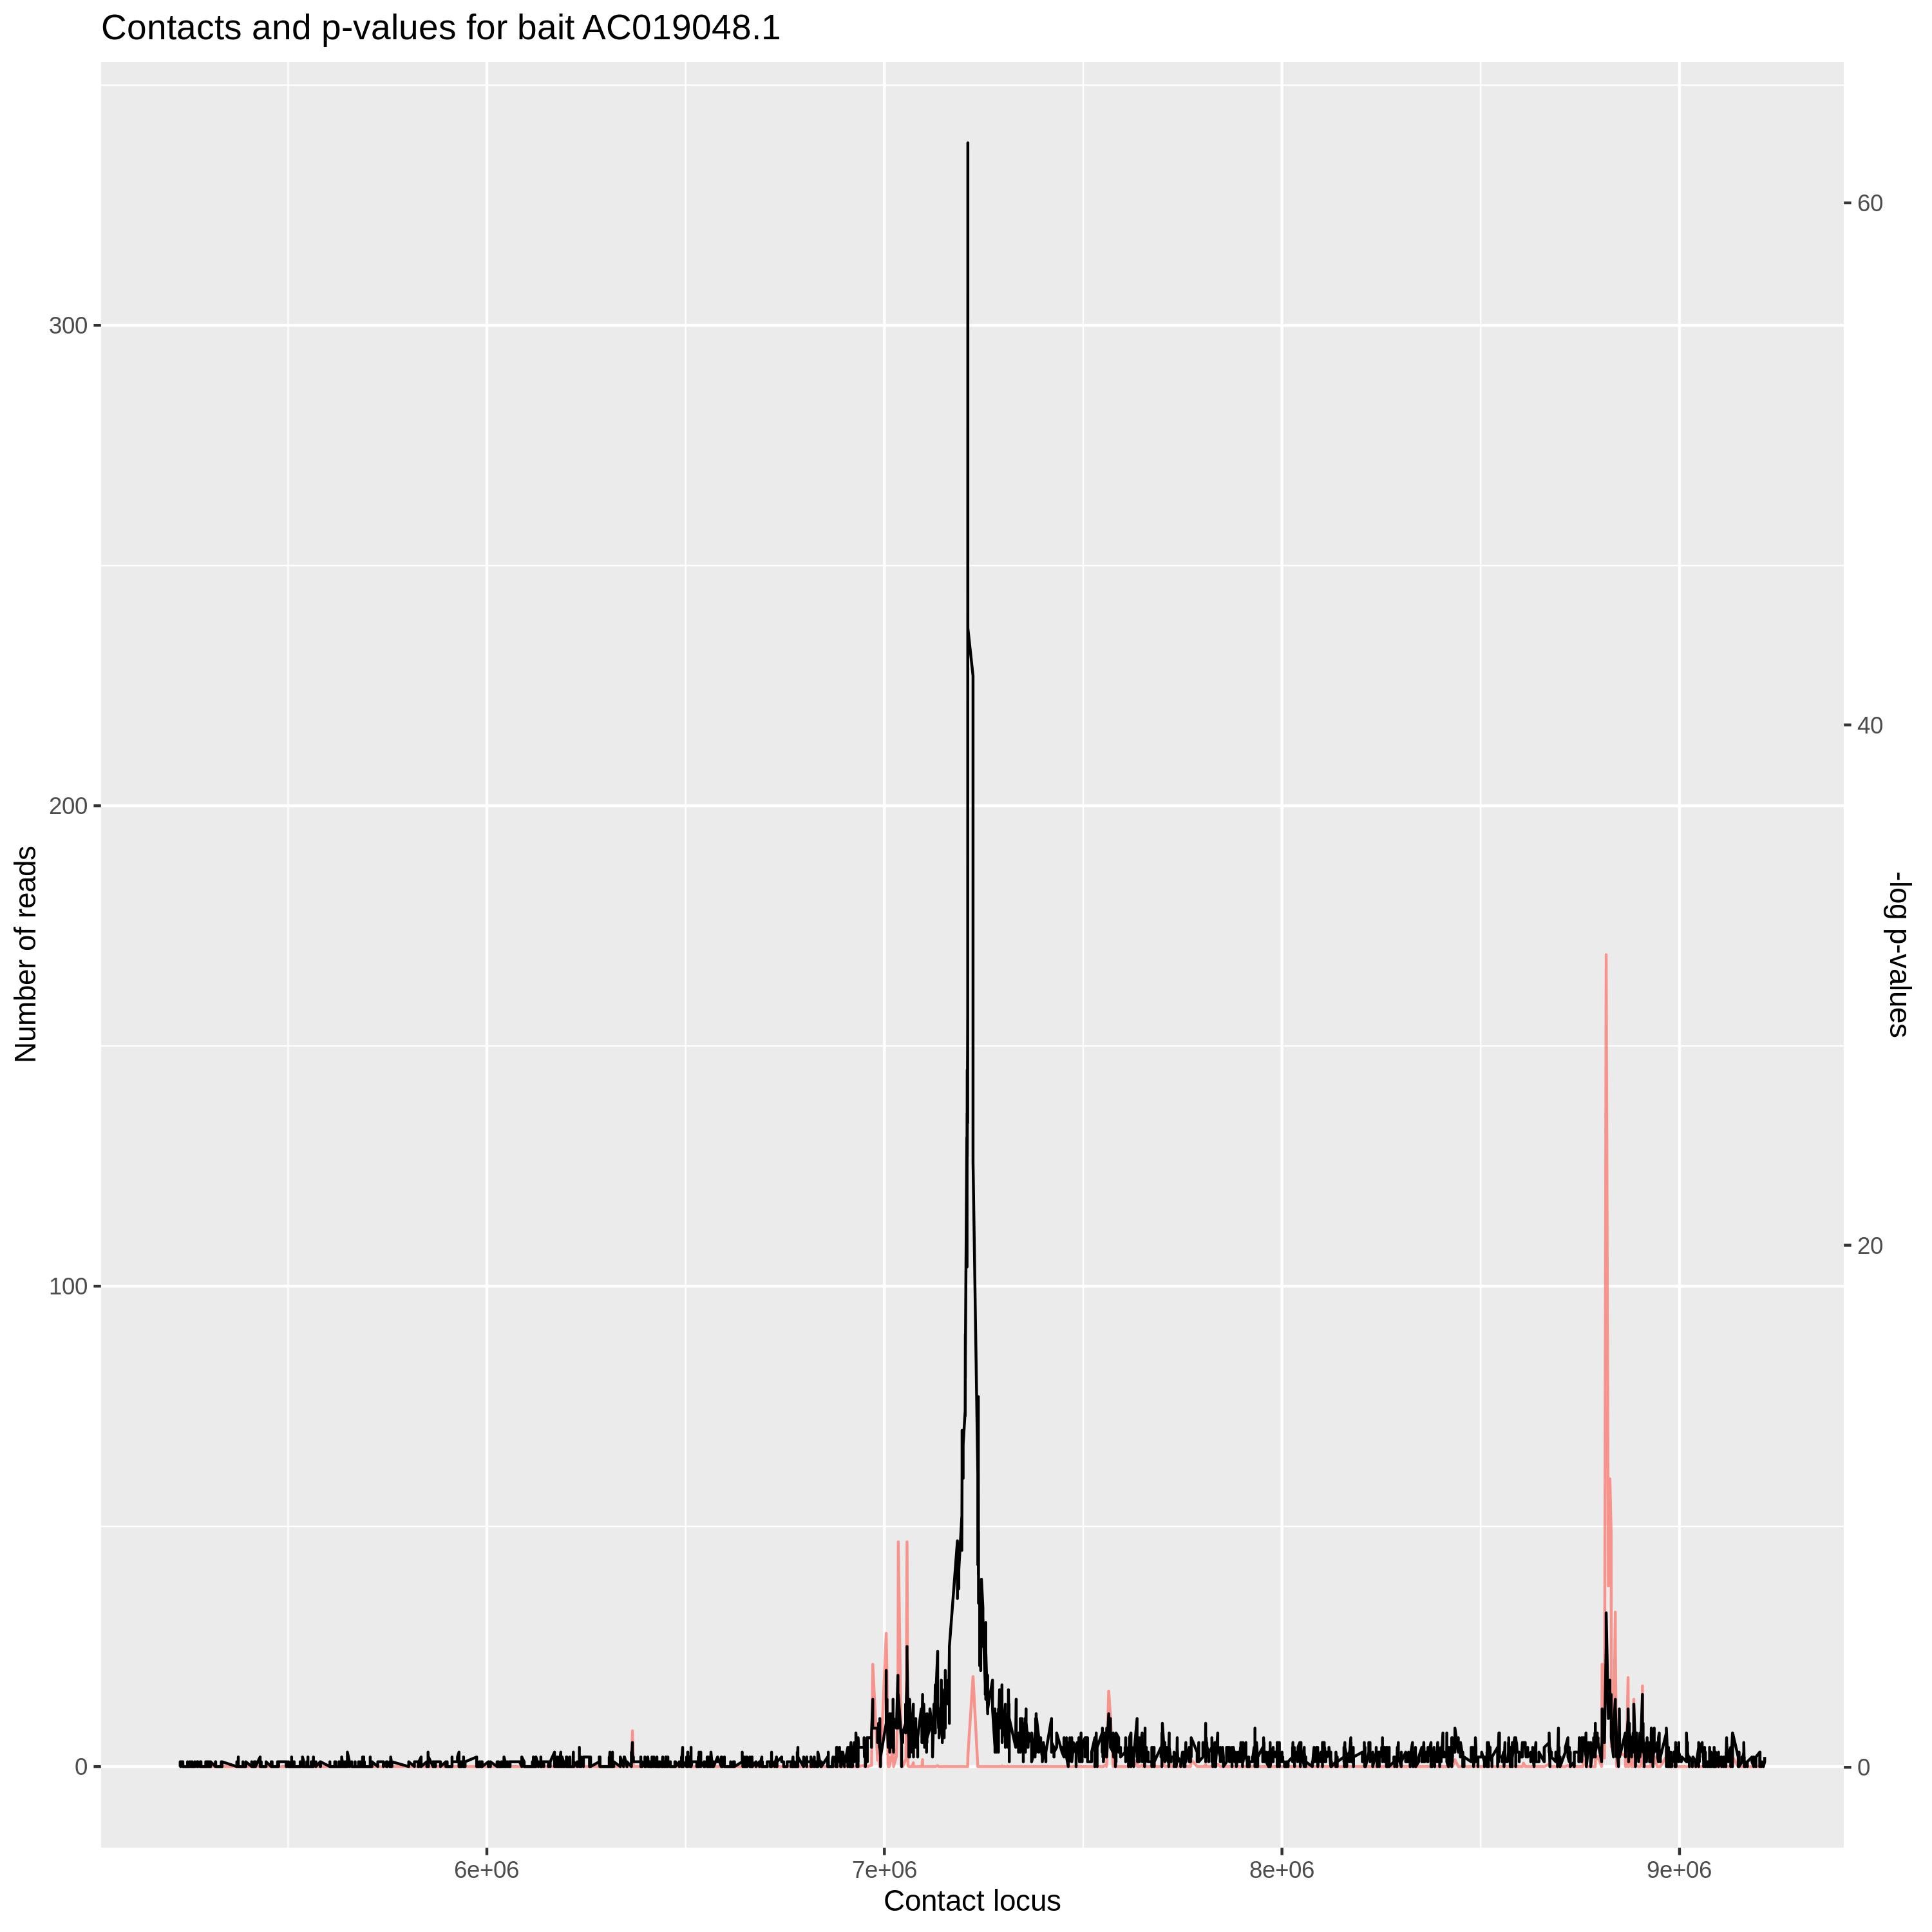 Contacts and p-values for bait AC019048.1
300
200
100
0
Number of reads
60
40
20
0
-log p-values
6e+06
7e+06
8e+06
9e+06
Contact locus